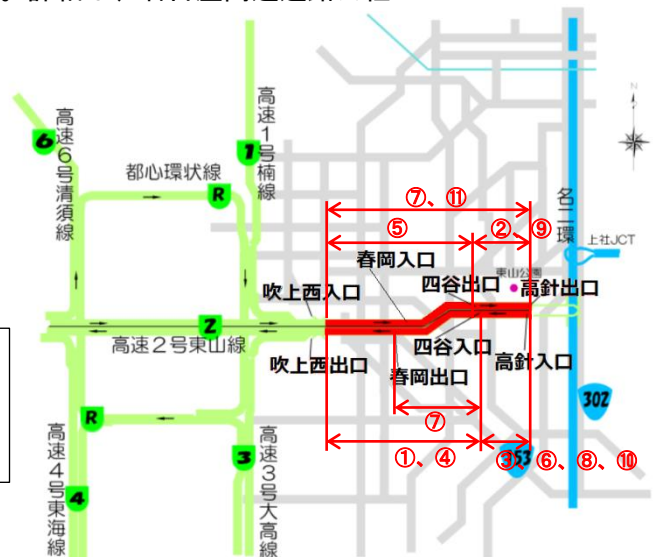 高速6号清須線
6
高速1号楠線
1
都心環状線
R
N
名二環
上社JCT
⑦、⑪
⑤
②、⑨
春岡入口
四谷出口
東山公園
高針出口
吹上西入口
2
高速2号東山線
吹上西出口
春岡出口
四谷入口
高針入口
302
⑦
①、④
⑥、⑧、⑩
R
高速4号東海線
4
3
高速3号大高線